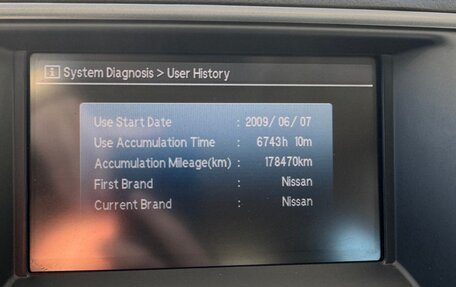 i System Diagnosis > User History
Use Start Date : 2009/06/07
Use Accumulation Time : 6743h 10m
Accumulation Mileage(km) : 178470km
First Brand : Nissan
Current Brand : Nissan